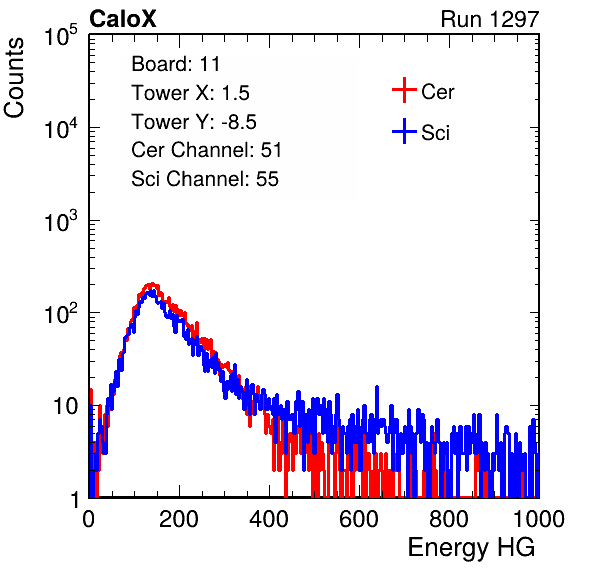 CaloX Run 1297
Counts
10^5
10^4
10^3
10^2
10
1
Board: 11
Tower X: 1.5
Tower Y: -8.5
Cer Channel: 51
Sci Channel: 55
Cer
Sci
0 200 400 600 800 1000
Energy HG